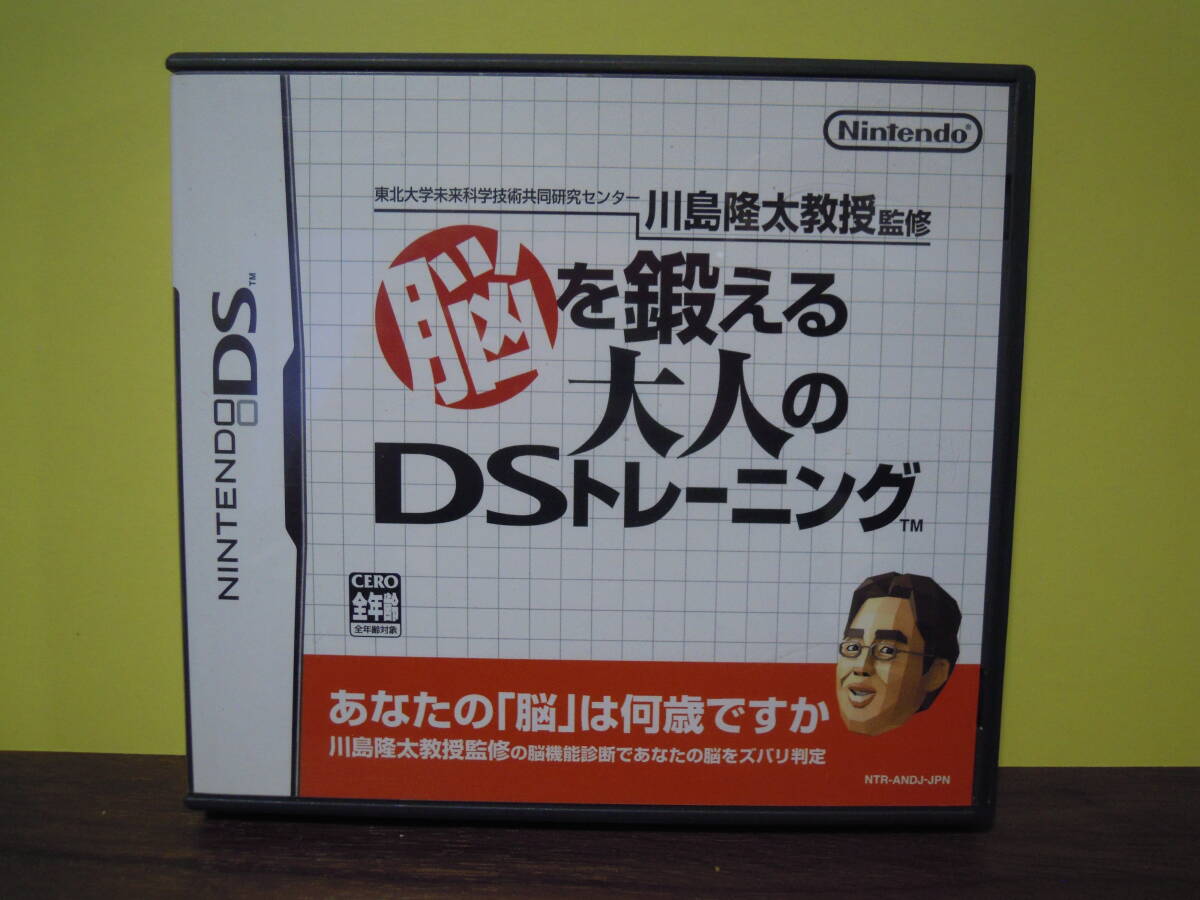 NINTENDO DS™
Nintendo®
東北大学未来科学技術共同研究センター
川島隆太教授監修
脳を鍛える
大人の
DSトレーニング™
CERO
全年齢
全年齢対象
あなたの「脳」は何歳ですか
川島隆太教授監修の脳機能診断であなたの脳をズバリ判定
NTR-ANDJ-JPN